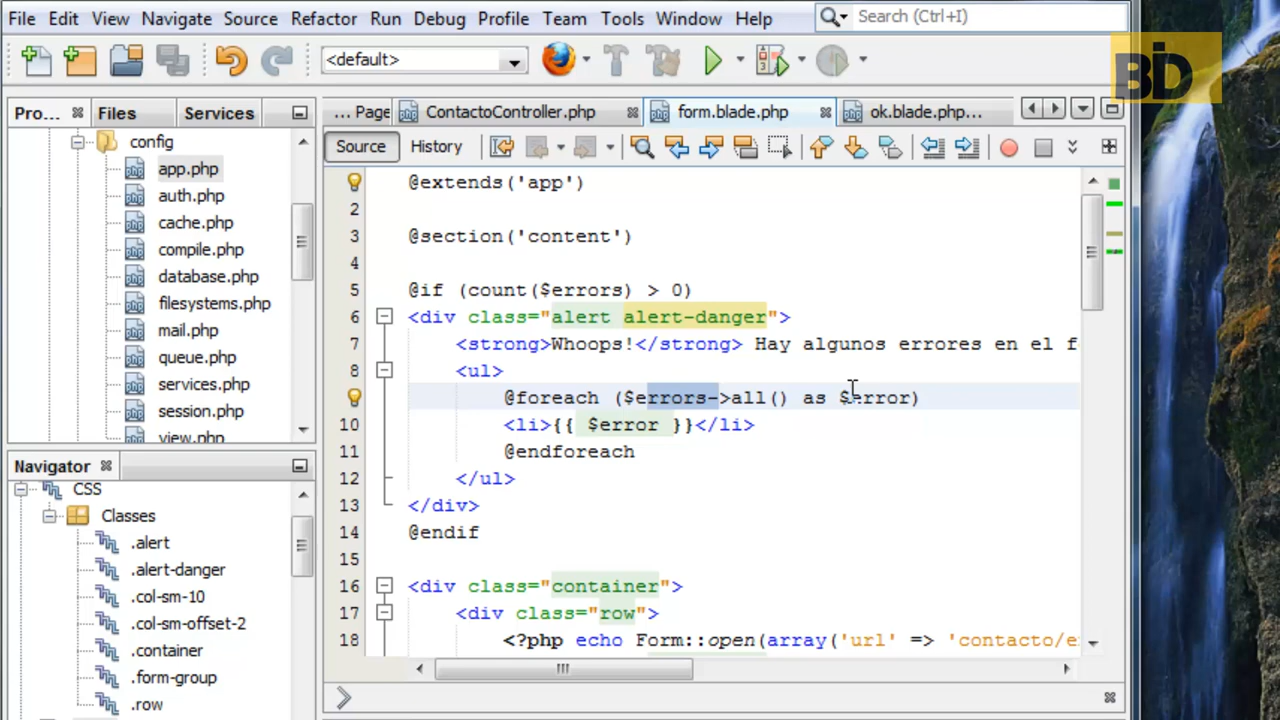 File Edit View Navigate Source Refactor Run Debug Profile Team Tools Window Help
Search (Ctrl+I)
<default>
BID
Pro... Files Services
... Page ContactoController.php form.blade.php ok.blade.php...
Source History
config
app.php
auth.php
cache.php
compile.php
database.php
filesystems.php
mail.php
queue.php
services.php
session.php
view.php
Navigator
CSS
Classes
.alert
.alert-danger
.col-sm-10
.col-sm-offset-2
.container
.form-group
.row
@extends('app')
2
3 @section('content')
4
5 @if (count($errors) > 0)
6 <div class="alert alert-danger">
7 <strong>Whoops!</strong> Hay algunos errores en el f
8 <ul>
@foreach ($errors->all() as $error)
10 <li>{{ $error }}</li>
11 @endforeach
12 </ul>
13 </div>
14 @endif
15
16 <div class="container">
17 <div class="row">
18 <?php echo Form::open(array('url' => 'contacto/e